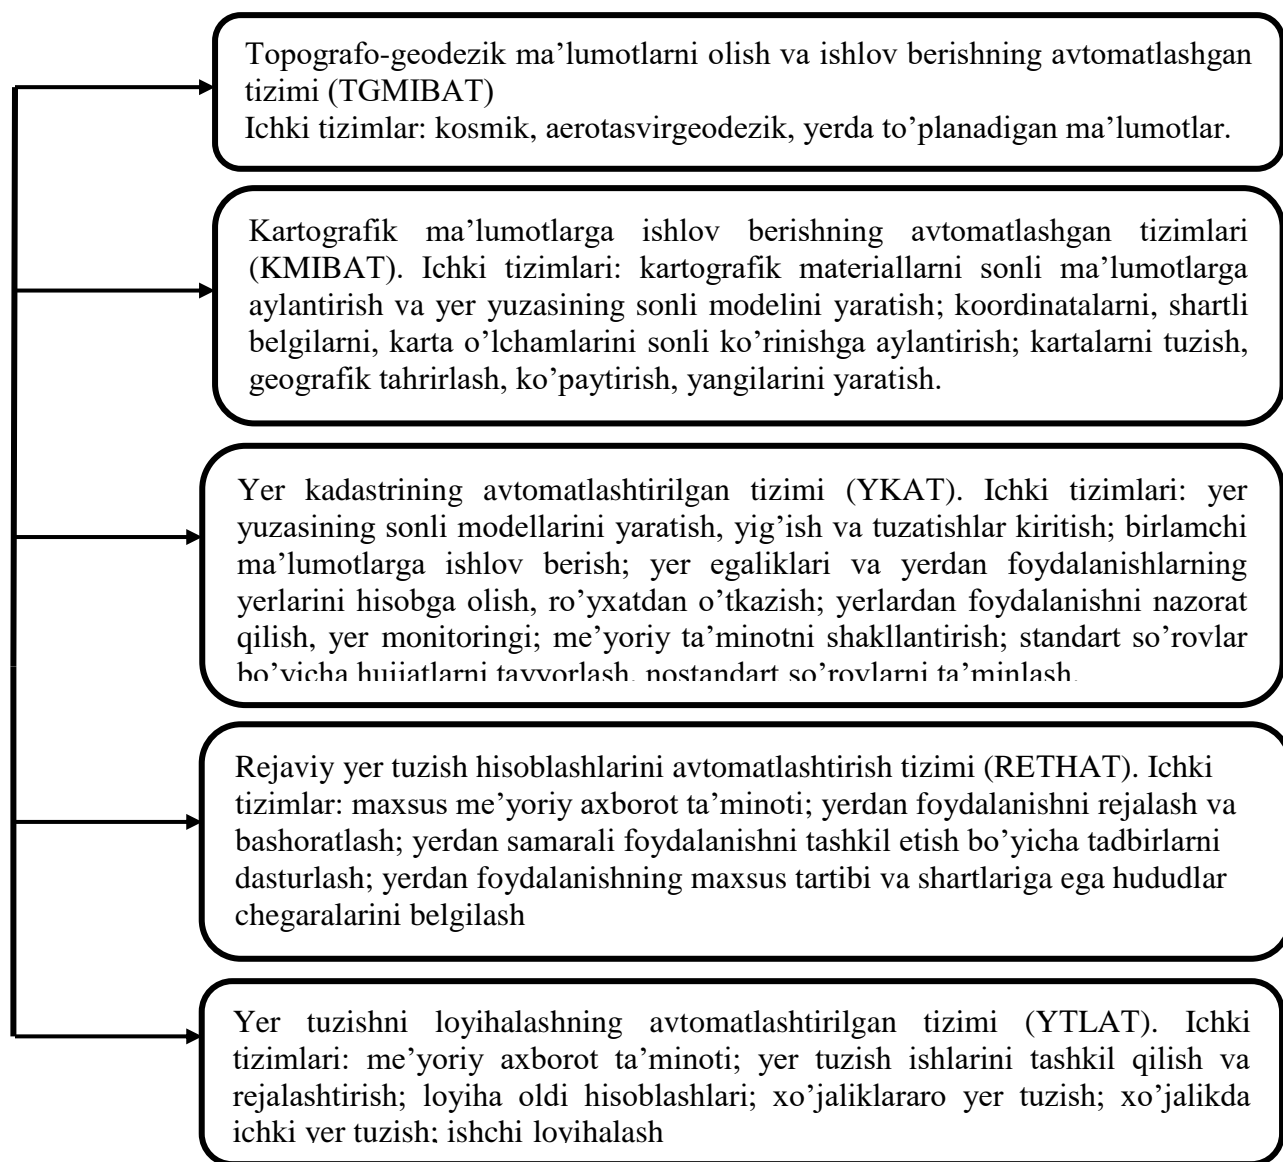 Topografo-geodezik ma’lumotlarni olish va ishlov berishning avtomatlashgan
tizimi (TGMIBAT)
Ichki tizimlar: kosmik, aerotasvirgeodezik, yerda to’planadigan ma’lumotlar.
Kartografik ma’lumotlarga ishlov berishning avtomatlashgan tizimlari
(KMIBAT). Ichki tizimlari: kartografik materiallarni sonli ma’lumotlarga
aylantirish va yer yuzasining sonli modelini yaratish; koordinatalarni, shartli
belgilarni, karta o’lchamlarini sonli ko’rinishga aylantirish; kartalarni tuzish,
geografik tahrirlash, ko’paytirish, yangilarini yaratish.
Yer kadastrining avtomatlashtirilgan tizimi (YKAT). Ichki tizimlari: yer
yuzasining sonli modellarini yaratish, yig’ish va tuzatishlar kiritish; birlamchi
ma’lumotlarga ishlov berish; yer egaliklari va yerdan foydalanishlarning
yerlarini hisobga olish, ro’yxatdan o’tkazish; yerlardan foydalanishni nazorat
qilish, yer monitoringi; me’yoriy ta’minotni shakllantirish; standart so’rovlar
bo’yicha hujjatlarni tayyorlash, nostandart so’rovlarni ta’minlash.
Rejaviy yer tuzish hisoblashlarini avtomatlashtirish tizimi (RETHAT). Ichki
tizimlar: maxsus me’yoriy axborot ta’minoti; yerdan foydalanishni rejalash va
bashoratlash; yerdan samarali foydalanishni tashkil etish bo’yicha tadbirlarni
dasturlash; yerdan foydalanishning maxsus tartibi va shartlariga ega hududlar
chegaralarini belgilash
Yer tuzishni loyihalashning avtomatlashtirilgan tizimi (YTLAT). Ichki
tizimlari: me’yoriy axborot ta’minoti; yer tuzish ishlarini tashkil qilish va
rejalashtirish; loyiha oldi hisoblashlari; xo’jaliklararo yer tuzish; xo’jalikda
ichki yer tuzish; ishchi loyihalash